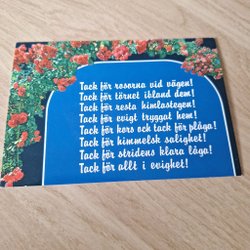 Tack för rosorna vid vägen!
Tack för törnet ibland dem!
Tack för resta himlastegen!
Tack för evigt tryggat hem!
Tack för kors och tack för plåga!
Tack för himmelsk salighet!
Tack för stridens klara låga!
Tack för allt i evighet!